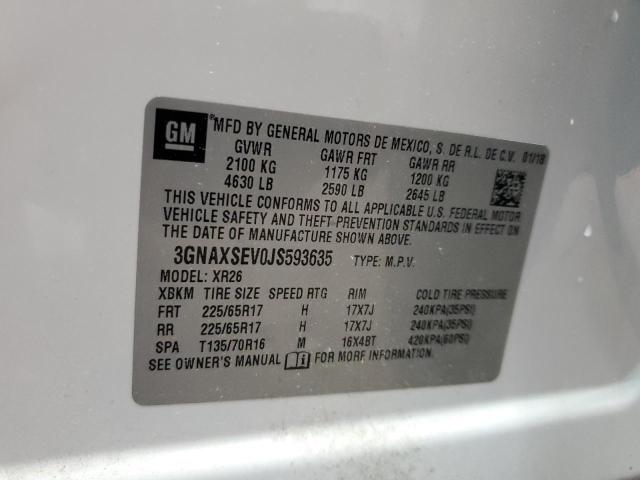 GM ®MFD BY GENERAL MOTORS DE MEXICO, S. DE R.L. DE C.V. 01/18
GVWR GAWR FRT GAWR RR
2100 KG 1175 KG 1200 KG
4630 LB 2590 LB 2645 LB
THIS VEHICLE CONFORMS TO ALL APPLICABLE U.S. FEDERAL MOTOR
VEHICLE SAFETY AND THEFT PREVENTION STANDARDS IN EFFECT ON
THE DATE OF MANUFACTURE SHOWN ABOVE.
3GNAXSEV0JS593635 TYPE: M.P.V.
MODEL: XR26
XBKM TIRE SIZE SPEED RTG RIM COLD TIRE PRESSURE
FRT 225/65R17 H 17X7J 240KPA(35PSI)
RR 225/65R17 H 17X7J 240KPA(35PSI)
SPA T135/70R16 M 16X4BT 420KPA(60PSI)
SEE OWNER'S MANUAL FOR MORE INFORMATION.